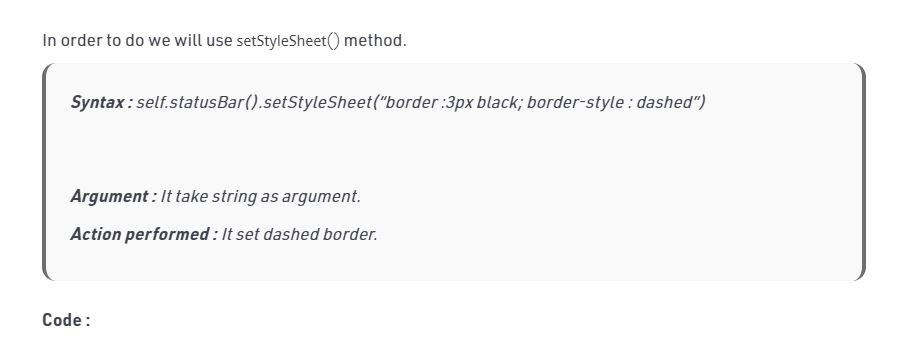 In order to do we will use setStyleSheet() method.
Syntax : self.statusBar().setStyleSheet(“border :3px black; border-style : dashed”)
Argument : It take string as argument.
Action performed : It set dashed border.
Code :